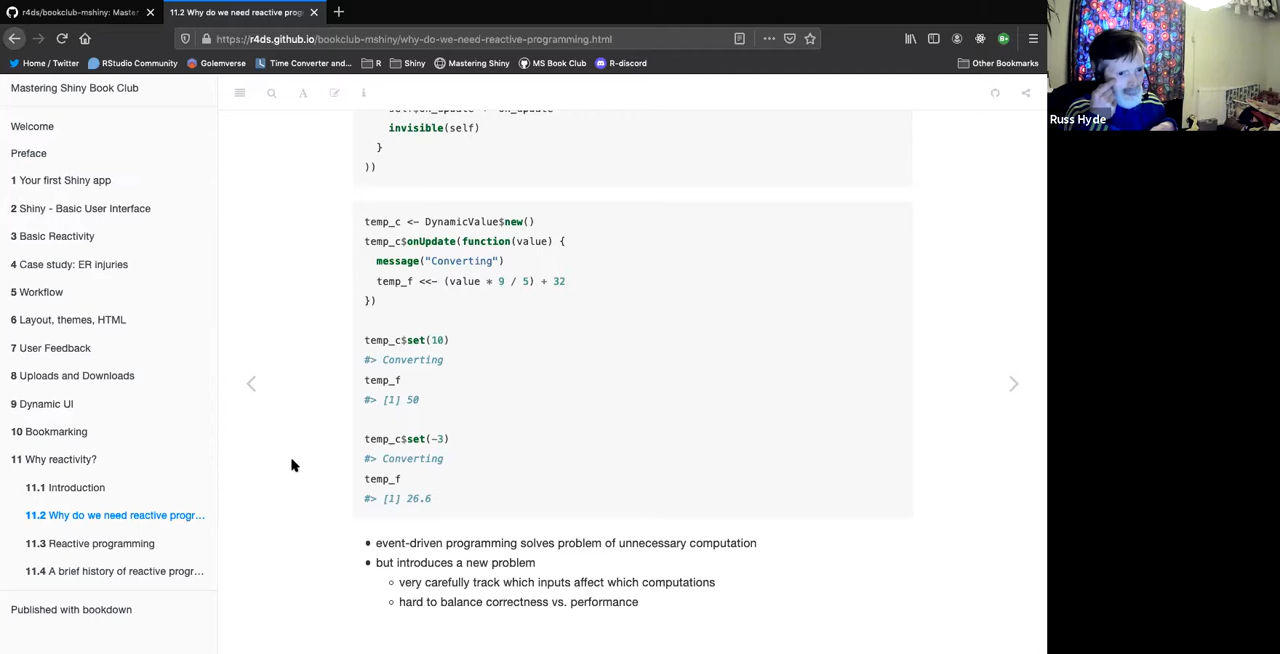 r4ds/bookclub-mshiny: Master
11.2 Why do we need reactive prog
https://r4ds.github.io/bookclub-mshiny/why-do-we-need-reactive-programming.html
Home / Twitter
RStudio Community
Golemverse
Time Converter and...
R
Shiny
Mastering Shiny
MS Book Club
R-discord
Other Bookmarks
Mastering Shiny Book Club
Welcome
Preface
1 Your first Shiny app
2 Shiny - Basic User Interface
3 Basic Reactivity
4 Case study: ER injuries
5 Workflow
6 Layout, themes, HTML
7 User Feedback
8 Uploads and Downloads
9 Dynamic UI
10 Bookmarking
11 Why reactivity?
11.1 Introduction
11.2 Why do we need reactive progr...
11.3 Reactive programming
11.4 A brief history of reactive progr...
Published with bookdown
invisible(self)
}
))
temp_c <- DynamicValue$new()
temp_c$onUpdate(function(value) {
message("Converting")
temp_f <<- (value * 9 / 5) + 32
})
temp_c$set(10)
#> Converting
temp_f
#> [1] 50
temp_c$set(-3)
#> Converting
temp_f
#> [1] 26.6
• event-driven programming solves problem of unnecessary computation
• but introduces a new problem
○ very carefully track which inputs affect which computations
○ hard to balance correctness vs. performance
Russ Hyde